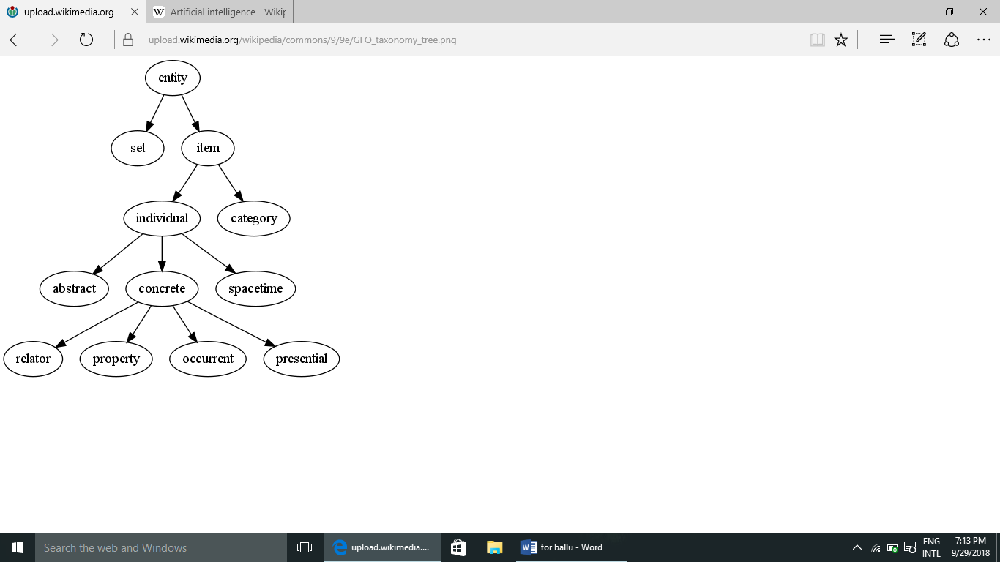 upload.wikimedia.org
W Artificial intelligence - Wikip
upload.wikimedia.org/wikipedia/commons/9/9e/GFO_taxonomy_tree.png
entity
set item
individual category
abstract concrete spacetime
relator property occurrent presential
Search the web and Windows
upload.wikimedia....
for ballu - Word
ENG
INTL
7:13 PM
9/29/2018